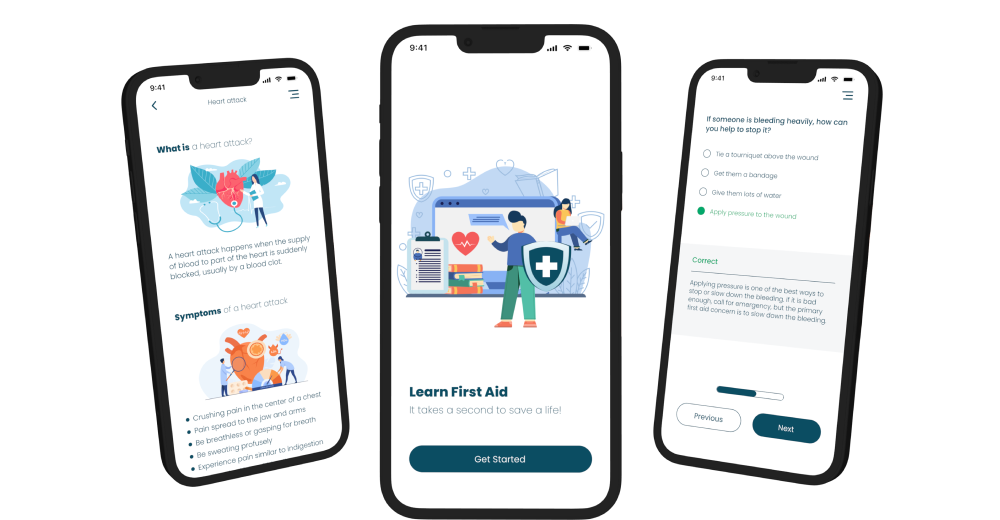 9:41
Heart attack
What is a heart attack?
A heart attack happens when the supply
of blood to part of the heart is suddenly
blocked, usually by a blood clot.
Symptoms of a heart attack
Crushing pain in the center of a chest
Pain spread to the jaw and arms
Be breathless or gasping for breath
Be sweating profusely
Experience pain similar to indigestion
9:41
Learn First Aid
It takes a second to save a life!
Get Started
9:41
If someone is bleeding heavily, how can
you help to stop it?
Tie a tourniquet above the wound
Get them a bandage
Give them lots of water
Apply pressure to the wound
Correct
Applying pressure is one of the best ways to
stop or slow down the bleeding, if it is bad
enough, call for emergency, but the primary
first aid concern is to slow down the bleeding.
Previous
Next